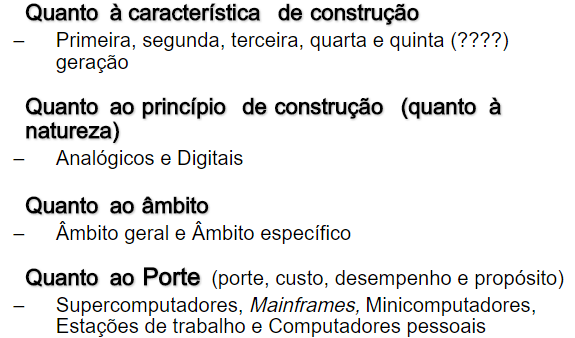 Quanto à característica de construção
– Primeira, segunda, terceira, quarta e quinta (????)
geração
Quanto ao princípio de construção (quanto à
natureza)
– Analógicos e Digitais
Quanto ao âmbito
– Âmbito geral e Âmbito específico
Quanto ao Porte (porte, custo, desempenho e propósito)
– Supercomputadores, Mainframes, Minicomputadores,
Estações de trabalho e Computadores pessoais